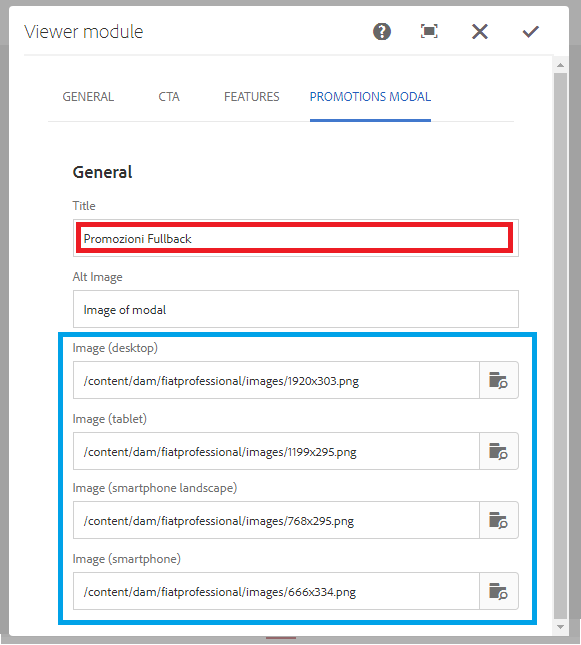 Viewer module
GENERAL CTA FEATURES PROMOTIONS MODAL
General
Title
Promozioni Fullback
Alt Image
Image of modal
Image (desktop)
/content/dam/fiatprofessional/images/1920x303.png
Image (tablet)
/content/dam/fiatprofessional/images/1199x295.png
Image (smartphone landscape)
/content/dam/fiatprofessional/images/768x295.png
Image (smartphone)
/content/dam/fiatprofessional/images/666x334.png